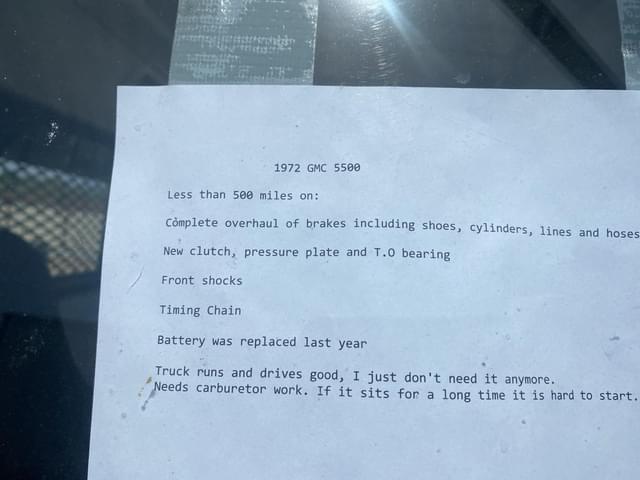 1972 GMC 5500
Less than 500 miles on:
Complete overhaul of brakes including shoes, cylinders, lines and hoses
New clutch, pressure plate and T.O bearing
Front shocks
Timing Chain
Battery was replaced last year
Truck runs and drives good, I just don't need it anymore.
Needs carburetor work. If it sits for a long time it is hard to start.